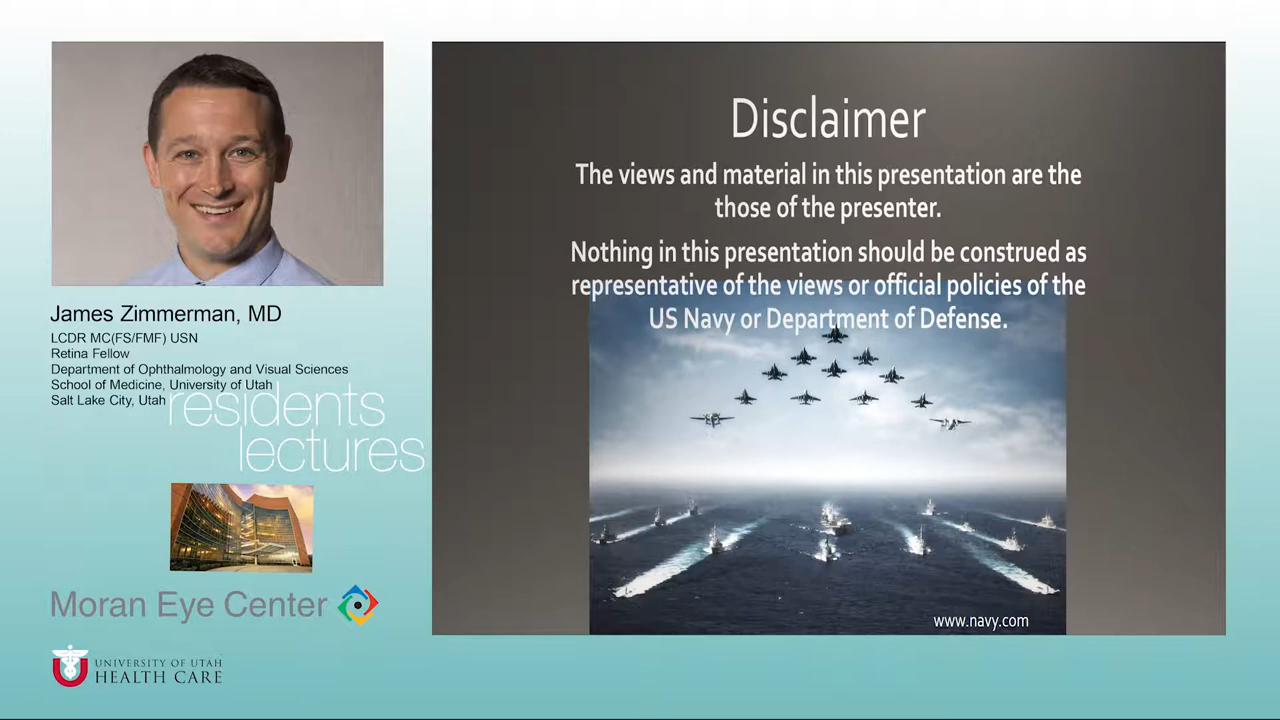 James Zimmerman, MD
LCDR MC(FS/FMF) USN
Retina Fellow
Department of Ophthalmology and Visual Sciences
School of Medicine, University of Utah
Salt Lake City, Utah
residents
lectures
Moran Eye Center
UNIVERSITY OF UTAH
HEALTH CARE
Disclaimer
The views and material in this presentation are the
those of the presenter.
Nothing in this presentation should be construed as
representative of the views or official policies of the
US Navy or Department of Defense.
www.navy.com